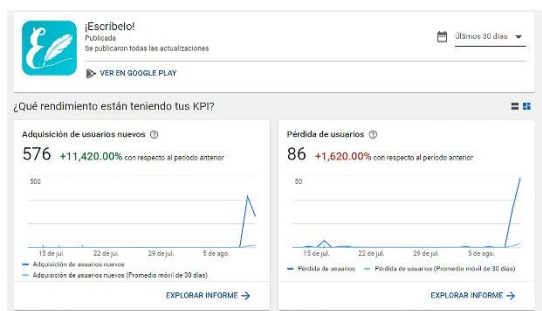 ¡Escríbelo!
Publicada
Se publicaron todas las actualizaciones
Últimos 30 días
VER EN GOOGLE PLAY
¿Qué rendimiento están teniendo tus KPI?
Adquisición de usuarios nuevos
576 +11,420.00% con respecto al periodo anterior
500
15 de jul. 22 de jul. 29 de jul. 5 de ago.
Adquisición de usuarios nuevos
Adquisición de usuarios nuevos (Promedio móvil de 30 días)
EXPLORAR INFORME →
Pérdida de usuarios
86 +1,620.00% con respecto al periodo anterior
50
15 de jul. 22 de jul. 29 de jul. 5 de ago.
Pérdida de usuarios Pérdida de usuarios (Promedio móvil de 30 días)
EXPLORAR INFORME →